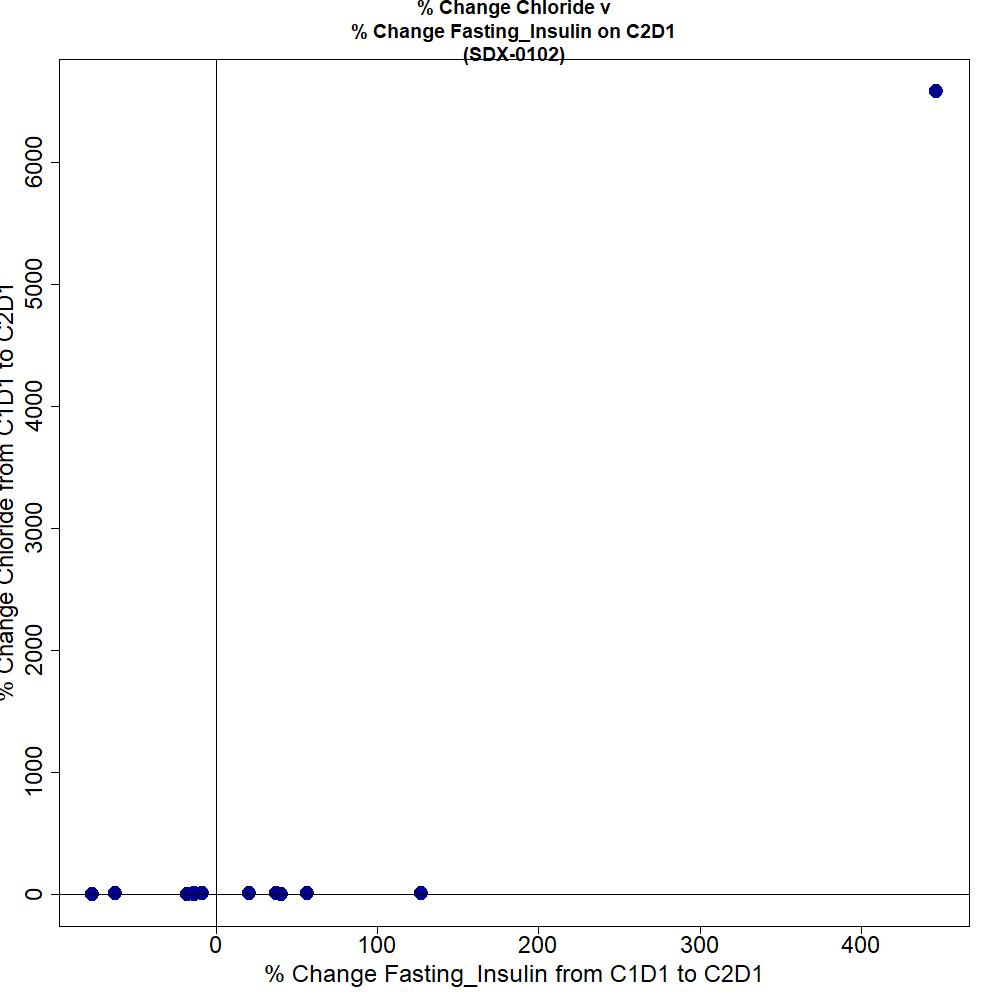 % Change Chloride v
% Change Fasting_Insulin on C2D1
(SDX-0102)
% Change Chloride from C1D1 to C2D1
6000
5000
4000
3000
2000
1000
0
0
100
200
300
400
% Change Fasting_Insulin from C1D1 to C2D1